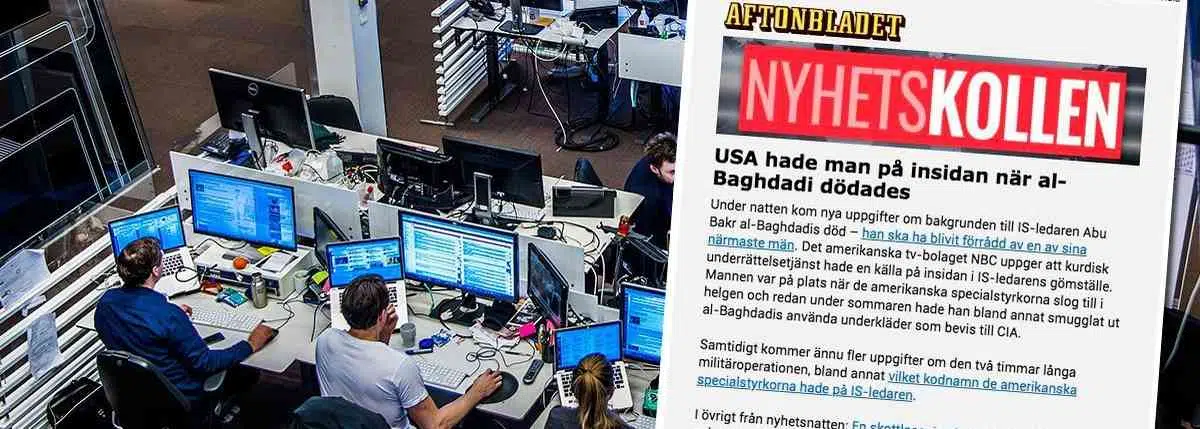 AFTONBLADET
NYHETSKOLLEN
USA hade man på insidan när al-
Baghdadi dödades
Under natten kom nya uppgifter om bakgrunden till IS-ledaren Abu
Bakr al-Baghdadis död – han ska ha blivit förrådd av en av sina
närmaste män. Det amerikanska tv-bolaget NBC uppger att kurdisk
underrättelsetjänst hade en källa på insidan i IS-ledarens gömställe.
Mannen var på plats när de amerikanska specialstyrkorna slog till i
helgen och redan under sommaren hade han bland annat smugglat ut
al-Baghdadis använda underkläder som bevis till CIA.
Samtidigt kommer ännu fler uppgifter om den två timmar långa
militäroperationen, bland annat vilket kodnamn de amerikanska
specialstyrkorna hade på IS-ledaren.
I övrigt från nyhetsnatten: En